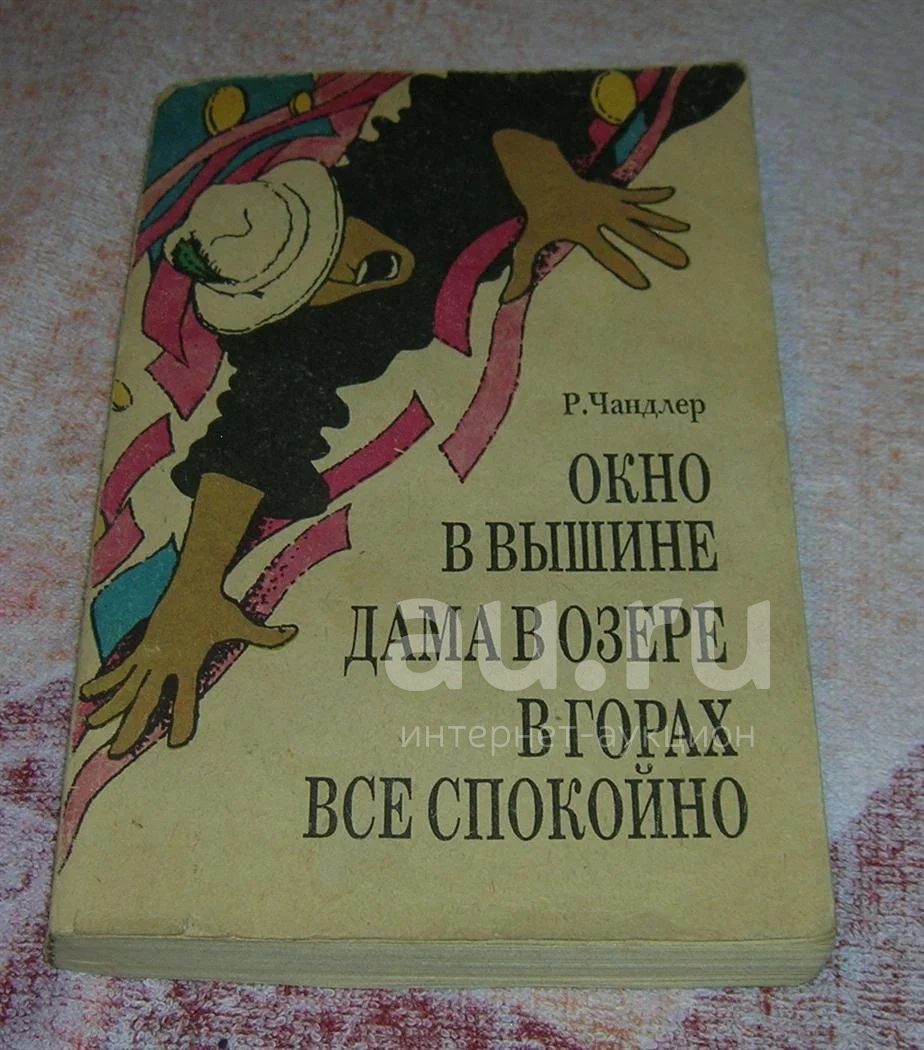 Р.Чандлер
ОКНО
В ВЫШИНЕ
ДАМА В ОЗЕРЕ
В ГОРАХ
ВСЕ СПОКОЙНО
au.ru
интернет-аукцион